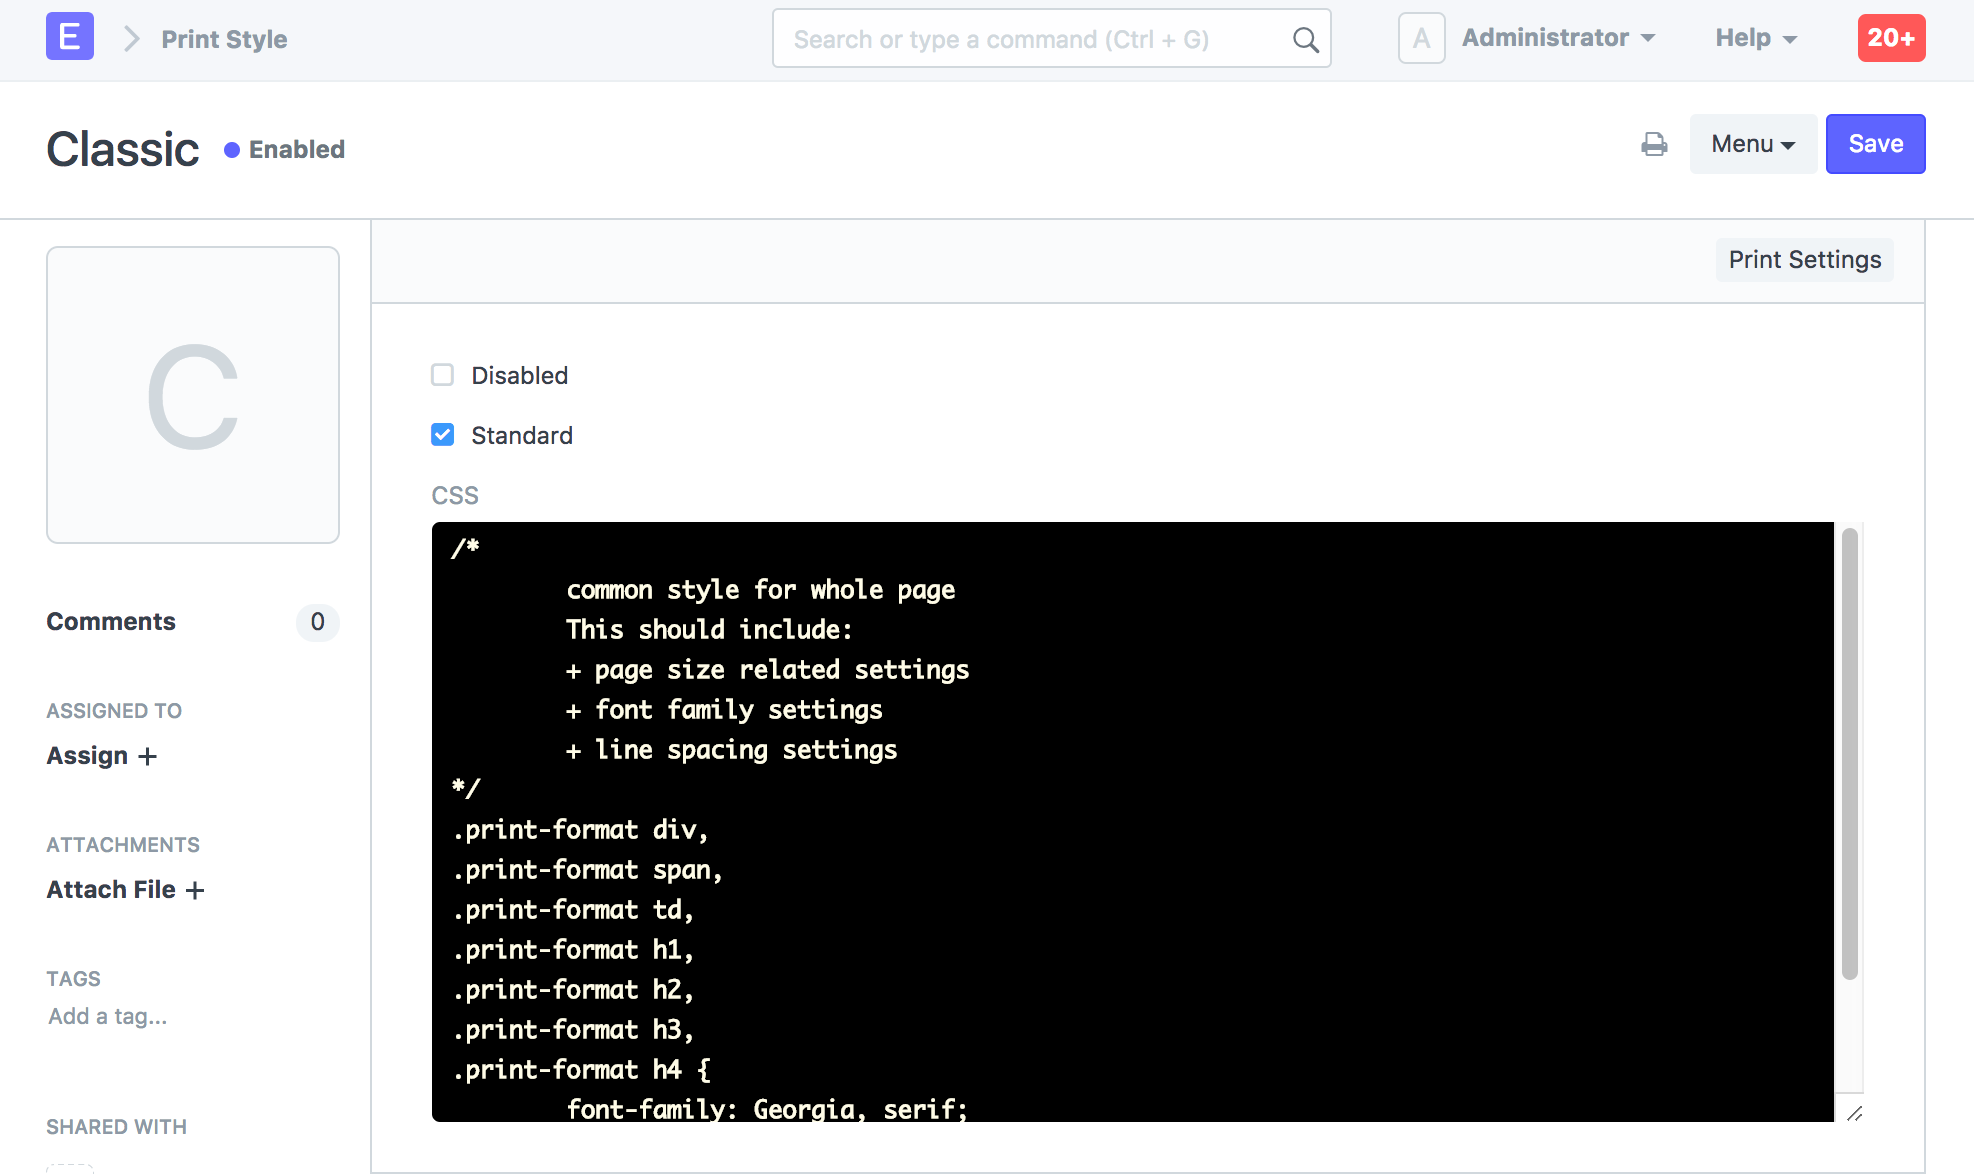 E
Print Style
Search or type a command (Ctrl + G)
A
Administrator
Help
20+
Classic
Enabled
Menu
Save
Print Settings
C
Comments
0
ASSIGNED TO
Assign +
ATTACHMENTS
Attach File +
TAGS
Add a tag...
SHARED WITH
Disabled
Standard
CSS
/*
common style for whole page
This should include:
+ page size related settings
+ font family settings
+ line spacing settings
*/
.print-format div,
.print-format span,
.print-format td,
.print-format h1,
.print-format h2,
.print-format h3,
.print-format h4 {
font-family: Georgia, serif;